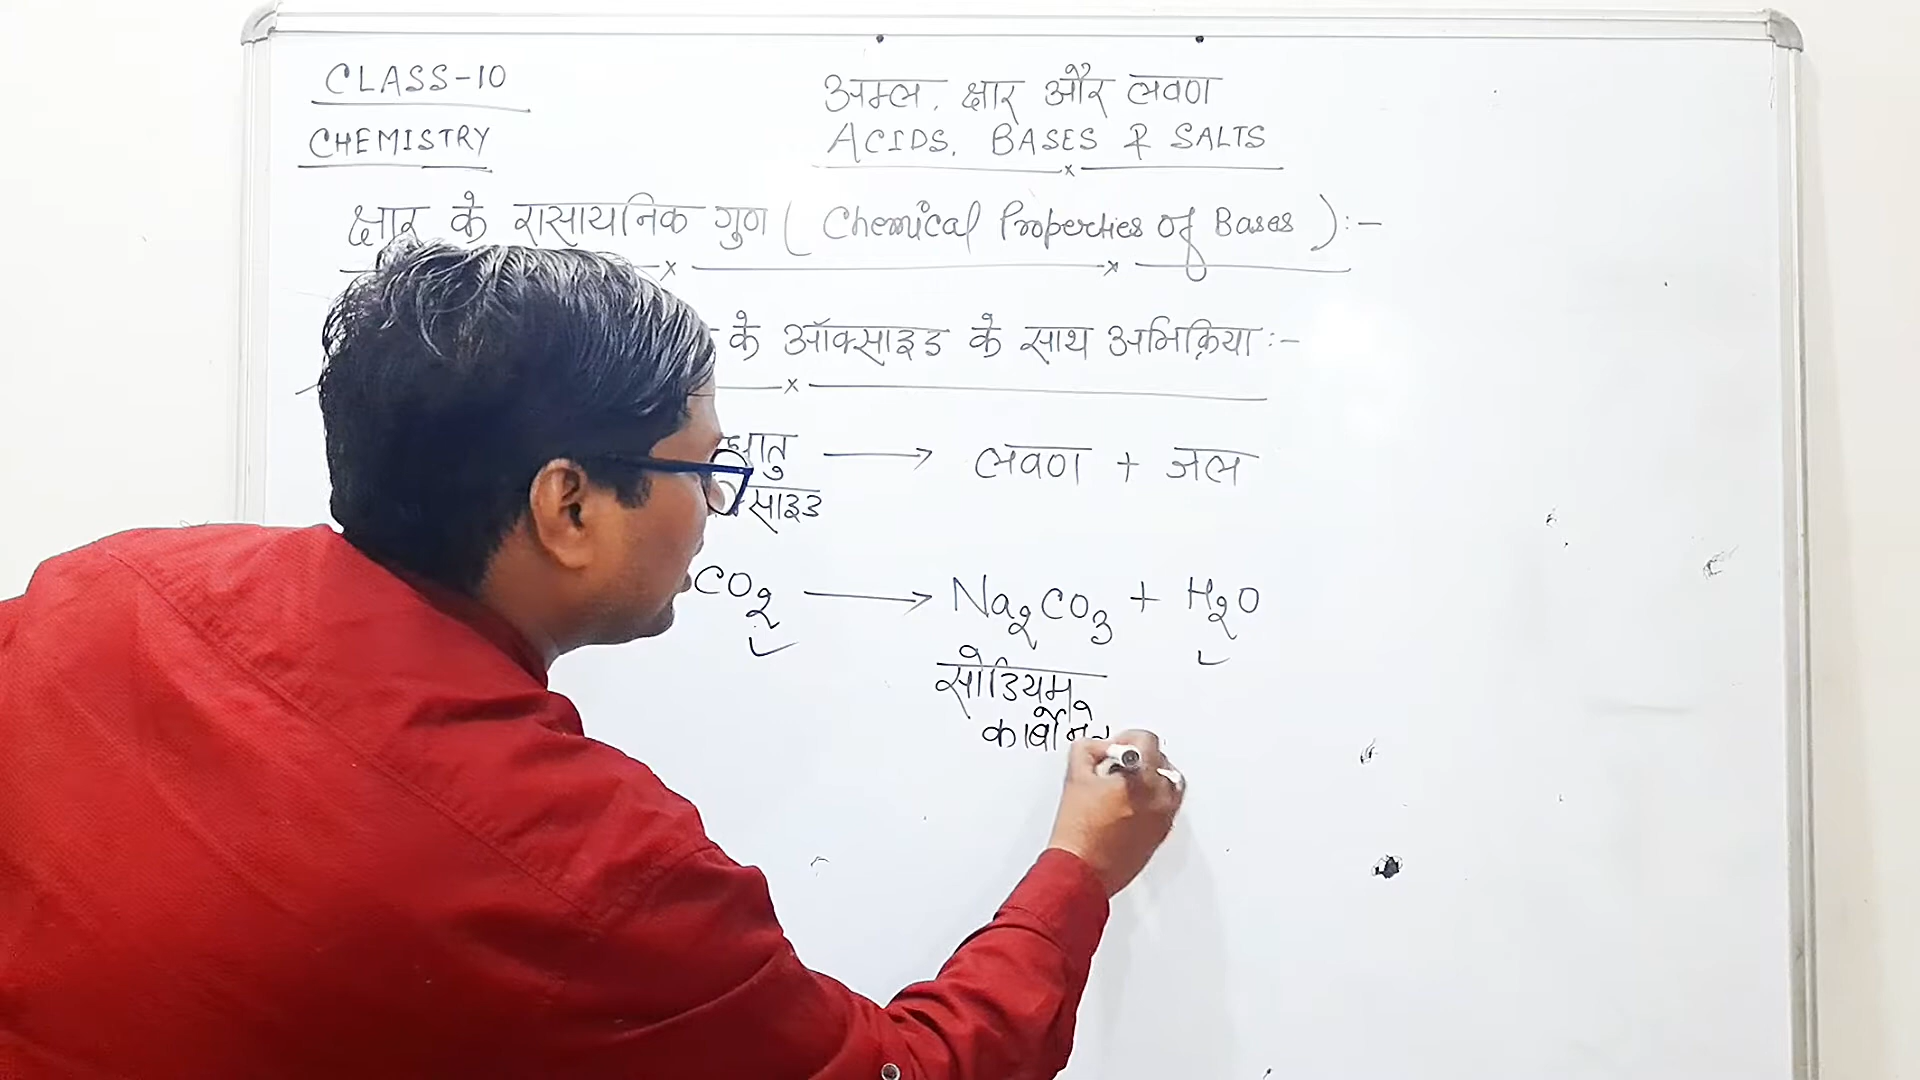 CLASS-10
CHEMISTRY
अम्ल, क्षार और लवण
ACIDS, BASES & SALTS
क्षार के रासायनिक गुण ( Chemical Properties of Bases ):-
के ऑक्साइड के साथ अभिक्रिया:-
धातु → लवण + जल
साइड
CO2 → Na2CO3 + H2O
सोडियम
कार्बोने